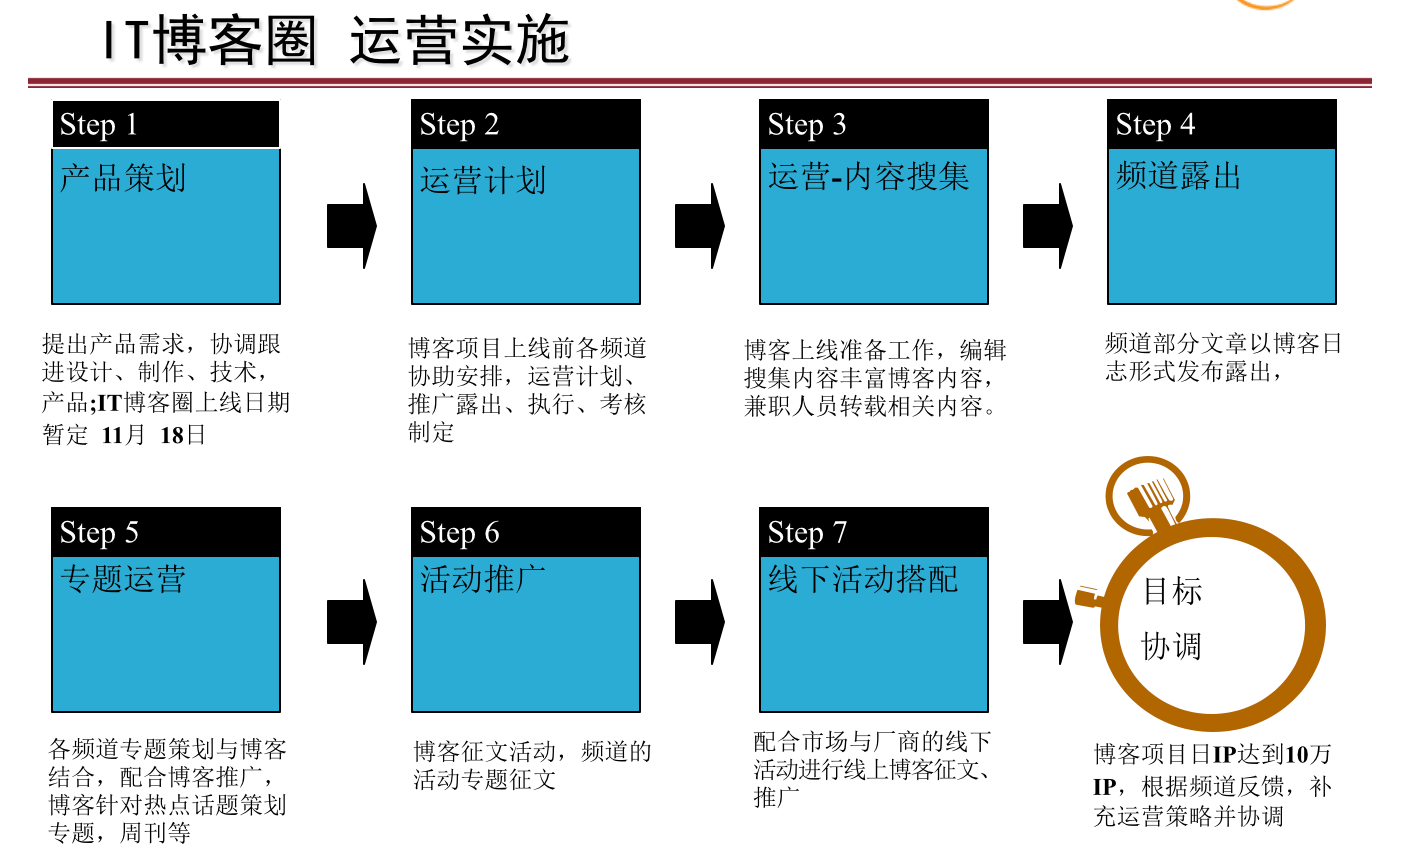 IT博客圈 运营实施
Step 1
产品策划
提出产品需求，协调跟
进设计、制作、技术，
产品;IT博客圈上线日期
暂定 11月 18日
Step 2
运营计划
博客项目上线前各频道
协助安排，运营计划、
推广露出、执行、考核
制定
Step 3
运营-内容搜集
博客上线准备工作，编辑
搜集内容丰富博客内容，
兼职人员转载相关内容。
Step 4
频道露出
频道部分文章以博客日
志形式发布露出，
Step 5
专题运营
各频道专题策划与博客
结合，配合博客推广，
博客针对热点话题策划
专题，周刊等
Step 6
活动推广
博客征文活动，频道的
活动专题征文
Step 7
线下活动搭配
配合市场与厂商的线下
活动进行线上博客征文、
推广
目标
协调
博客项目日IP达到10万
IP，根据频道反馈，补
充运营策略并协调